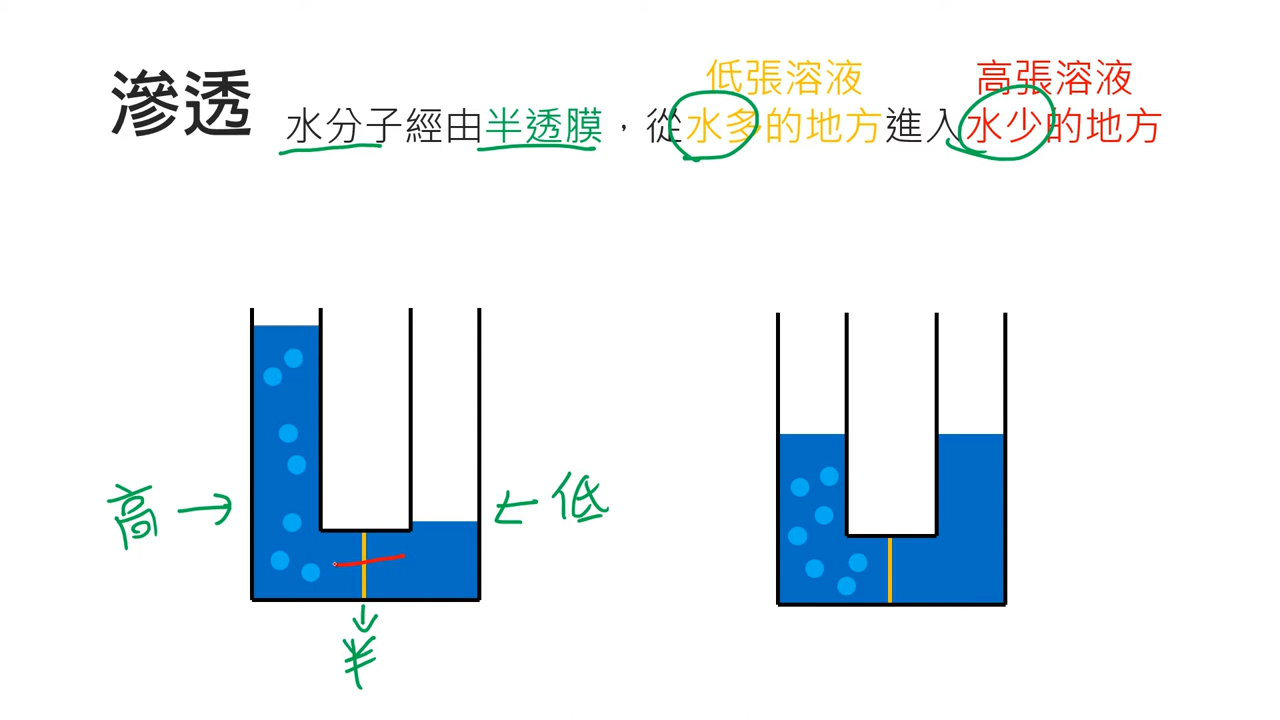 滲透
低張溶液
高張溶液
水分子經由半透膜，從水多的地方進入水少的地方
高
低
半